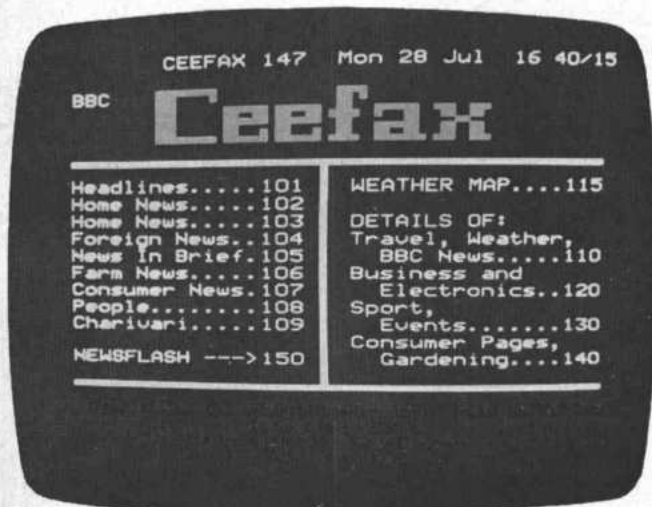 CEEFAX 147 Mon 28 Jul 16 40/15
BBC
Ceefax
Headlines.....101
Home News.....102
Home News.....103
Foreign News..104
News In Brief.105
Farm News.....106
Consumer News.107
People........108
Charivari.....109
NEWSFLASH --->150
WEATHER MAP....115
DETAILS OF:
Travel, Weather,
BBC News.....110
Business and
Electronics..120
Sport,
Events.......130
Consumer Pages,
Gardening....140